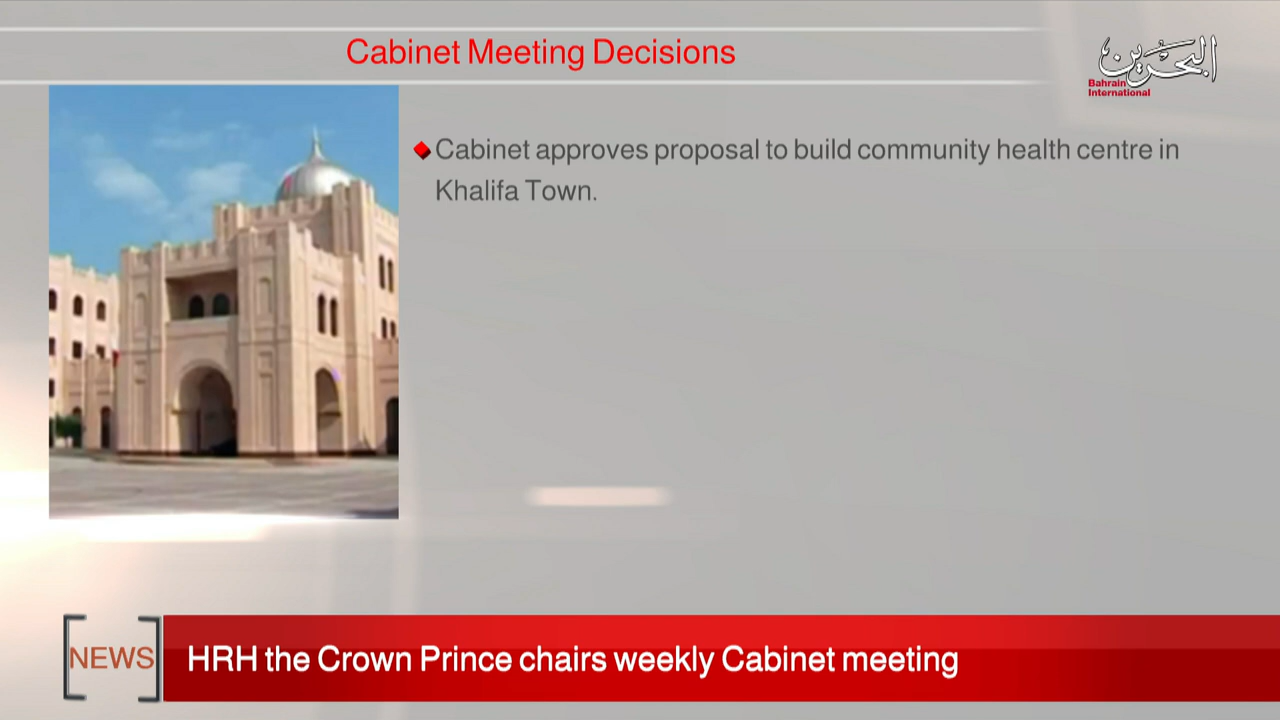 Cabinet Meeting Decisions
البحرين
Bahrain
International
Cabinet approves proposal to build community health centre in
Khalifa Town.
NEWS
HRH the Crown Prince chairs weekly Cabinet meeting